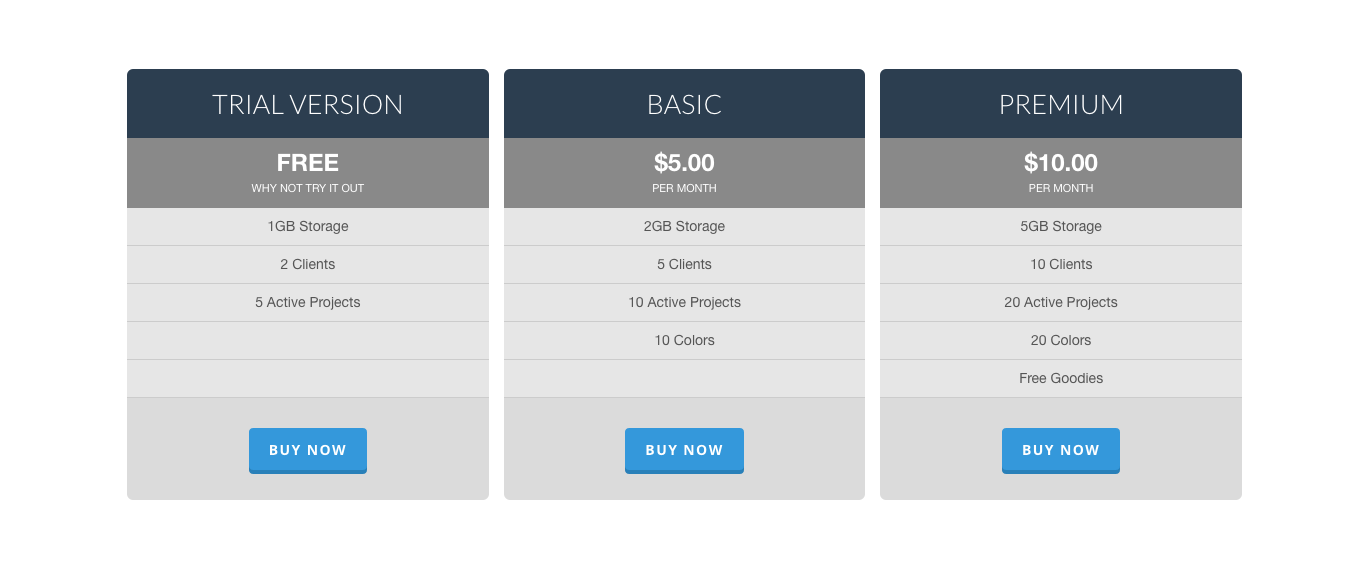 TRIAL VERSION
FREE
WHY NOT TRY IT OUT
1GB Storage
2 Clients
5 Active Projects
BUY NOW
BASIC
$5.00
PER MONTH
2GB Storage
5 Clients
10 Active Projects
10 Colors
BUY NOW
PREMIUM
$10.00
PER MONTH
5GB Storage
10 Clients
20 Active Projects
20 Colors
Free Goodies
BUY NOW